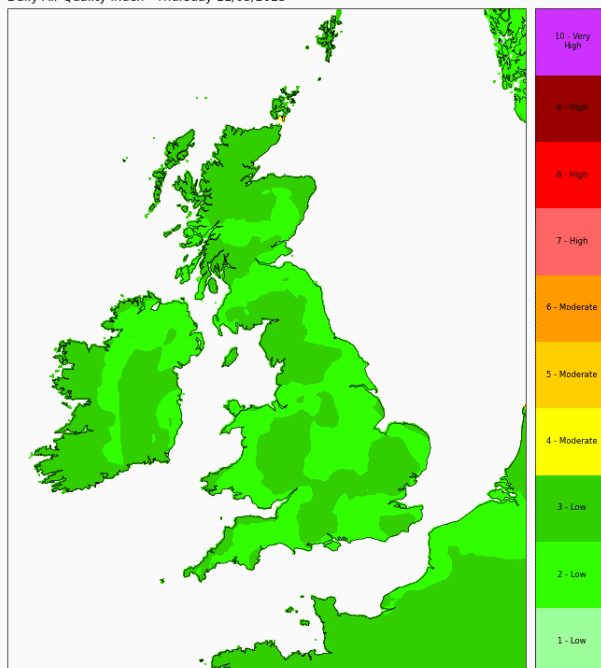 10 - Very
High
9 - High
8 - High
7 - High
6 - Moderate
5 - Moderate
4 - Moderate
3 - Low
2 - Low
1 - Low